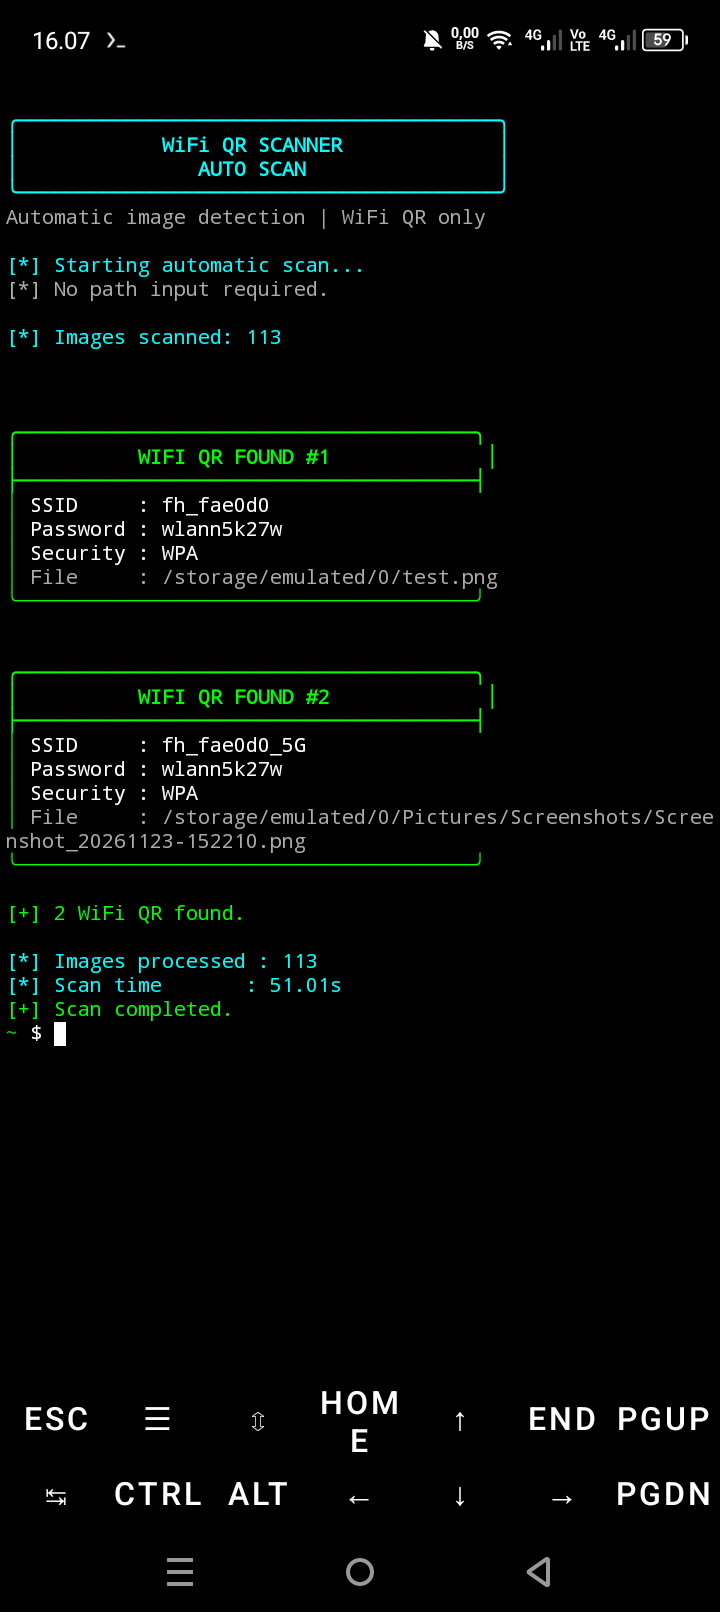 16.07 >_ 0,00 B/S 4G Vo LTE 4G 59
WiFi QR SCANNER
AUTO SCAN
Automatic image detection | WiFi QR only
[*] Starting automatic scan...
[*] No path input required.
[*] Images scanned: 113
WIFI QR FOUND #1
SSID : fh_fae0d0
Password : wlann5k27w
Security : WPA
File : /storage/emulated/0/test.png
WIFI QR FOUND #2
SSID : fh_fae0d0_5G
Password : wlann5k27w
Security : WPA
File : /storage/emulated/0/Pictures/Screenshots/Scree
nshot_20261123-152210.png
[+] 2 WiFi QR found.
[*] Images processed : 113
[*] Scan time : 51.01s
[+] Scan completed.
~ $
ESC ☰ ⇳ HOM
E ↑ END PGUP
↹ CTRL ALT ← ↓ → PGDN